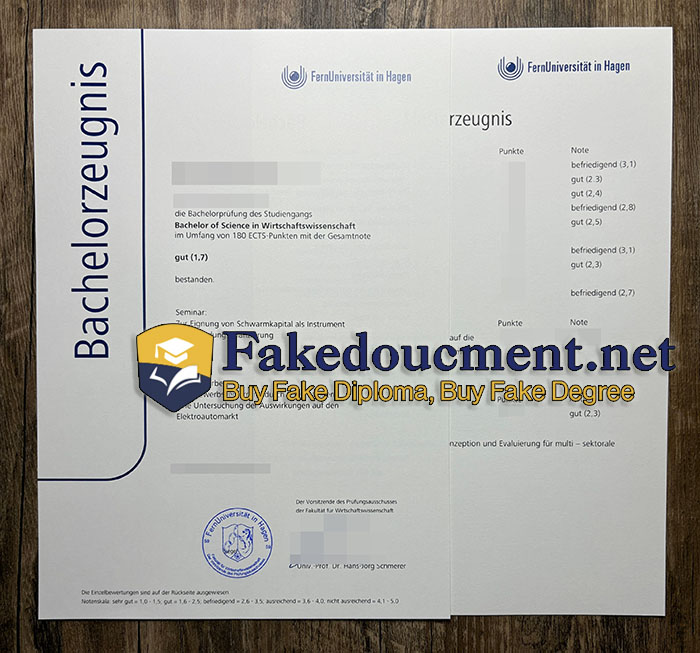 Bachelorzeugnis
FernUniversität in Hagen
die Bachelorprüfung des Studiengangs
Bachelor of Science in Wirtschaftswissenschaft
im Umfang von 180 ECTS-Punkten mit der Gesamtnote
gut (1,7)
bestanden.
Seminar:
Zur Eignung von Schwarmkapital als Instrument
Untersuchung der Auswirkungen auf den
Elektroautomarkt
Der Vorsitzende des Prüfungsausschusses
der Fakultät für Wirtschaftswissenschaft
Univ.-Prof. Dr. Hans-Jörg Schmerer
FernUniversität in Hagen
Die Einzelbewertungen sind auf der Rückseite ausgewiesen
Notenskala: sehr gut = 1,0 - 1,5; gut = 1,6 - 2,5; befriedigend = 2,6 - 3,5; ausreichend = 3,6 - 4,0; nicht ausreichend = 4,1 - 5,0
FernUniversität in Hagen
rzeugnis
Punkte Note
befriedigend (3,1)
gut (2.3)
gut (2,4)
befriedigend (2,8)
gut (2,5)
befriedigend (3,1)
gut (2,3)
befriedigend (2,7)
Punkte Note
auf die
gut (2,3)
nzeption und Evaluierung für multi – sektorale
Fakedoucment.net
Buy Fake Diploma, Buy Fake Degree